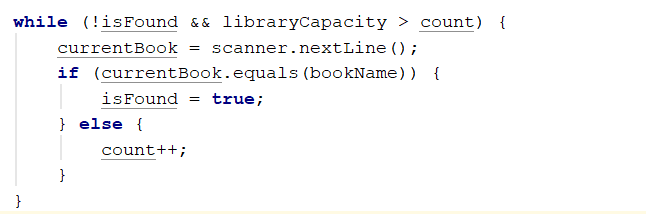 while (!isFound && libraryCapacity > count) {
    currentBook = scanner.nextLine();
    if (currentBook.equals(bookName)) {
        isFound = true;
    } else {
        count++;
    }
}